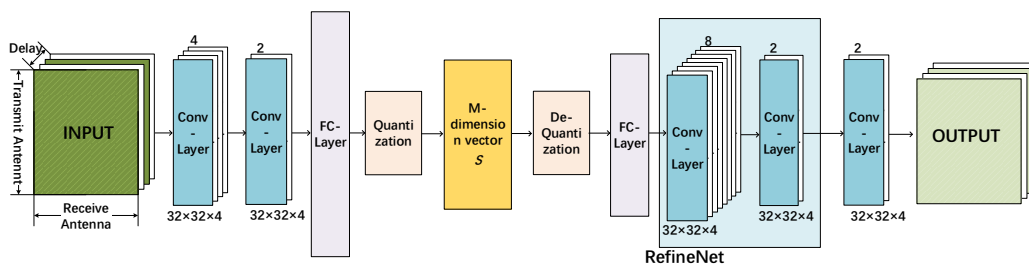 Delay
Transmit Antennt
INPUT
Receive
Antenna
4
Conv
-
Layer
32×32×4
2
Conv
-
Layer
32×32×4
FC-
Layer
Quanti
zation
M-
dimensio
n vector
S
De-
Quanti
zation
FC-
Layer
8
Conv
-
Layer
32×32×4
2
Conv
-
Layer
32×32×4
RefineNet
2
Conv
-
Layer
32×32×4
OUTPUT